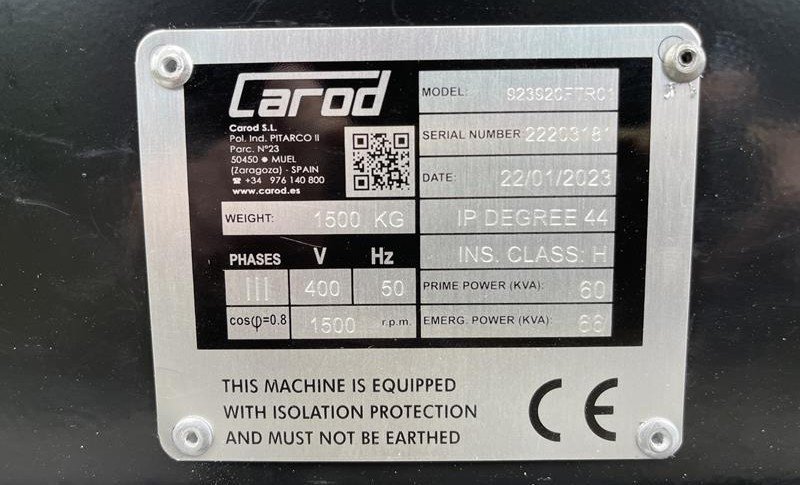 Carod
Carod S.L.
Pol. Ind. PITARCO II
Parc. Nº23
50450 ● MUEL
(Zaragoza) - SPAIN
☎ +34 976 140 800
www.carod.es
WEIGHT: 1500 KG
PHASES V Hz
III 400 50
cosφ=0.8 1500 r.p.m.
MODEL:
SERIAL NUMBER: 22203181
DATE: 22/01/2023
IP DEGREE 44
INS. CLASS: H
PRIME POWER (KVA): 60
EMERG. POWER (KVA): 66
THIS MACHINE IS EQUIPPED
WITH ISOLATION PROTECTION
AND MUST NOT BE EARTHED
CE